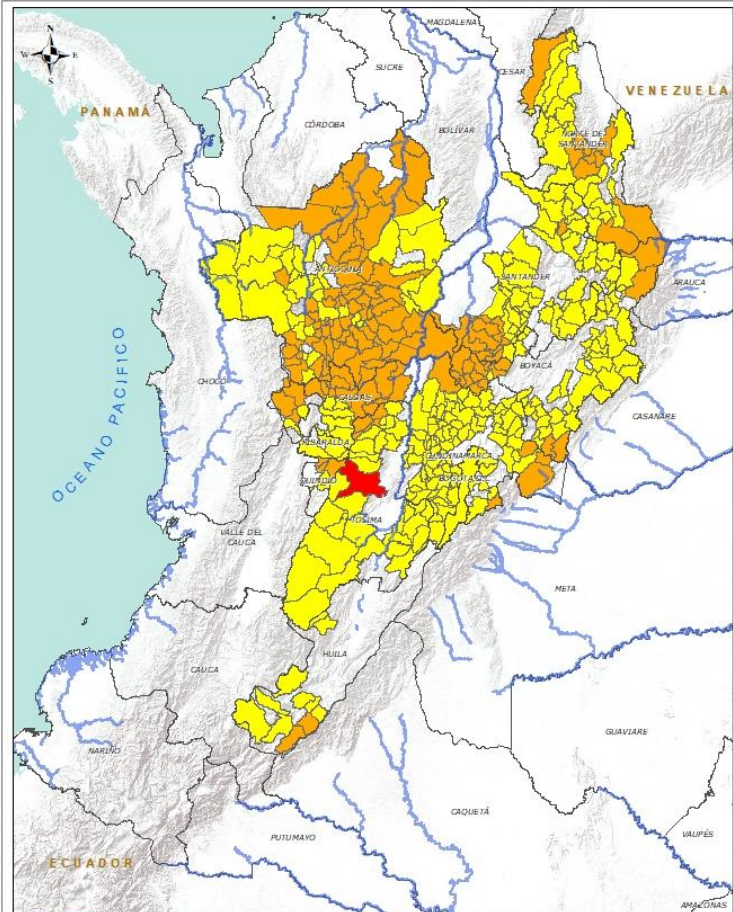 MAGDALENA
N
W
E
S
SUCRE
CESAR
PANAMÁ
VENEZUELA
CÓRDOBA
BOLÍVAR
NORTE DE
SANTANDER
ANTIOQUIA
SANTANDER
ARAUCA
CHOCÓ
BOYACÁ
CALDAS
CASANARE
OCEANO PACIFICO
RISARALDA
CUNDINAMARCA
QUINDIO
BOGOTÁ
TOLIMA
VALLE DEL
CAUCA
META
HUILA
CAUCA
GUAVIARE
NARIÑO
CAQUETÁ
PUTUMAYO
VAUPÉS
ECUADOR
AMAZONAS